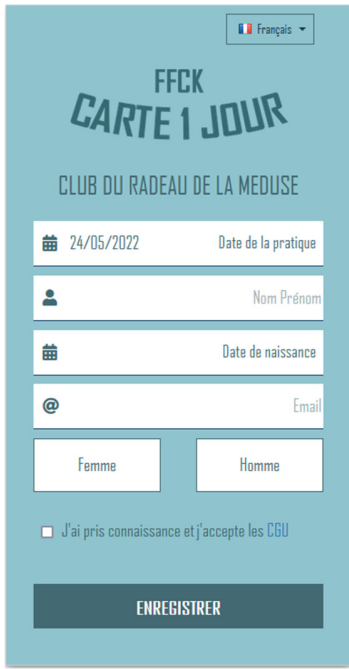 Français
FFCK
CARTE 1 JOUR
CLUB DU RADEAU DE LA MEDUSE
24/05/2022 Date de la pratique
Nom Prénom
Date de naissance
@ Email
Femme Homme
J'ai pris connaissance et j'accepte les CGU
ENREGISTRER